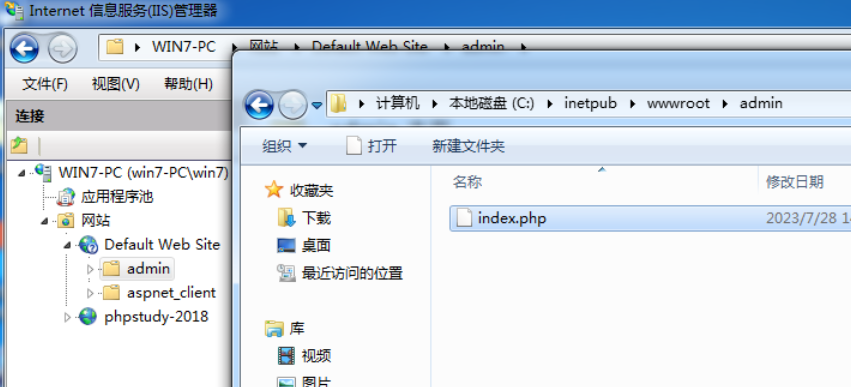 Internet 信息服务(IIS)管理器
WIN7-PC 网站 Default Web Site admin
文件(F) 视图(V) 帮助(H)
连接
WIN7-PC (win7-PC\win7)
应用程序池
网站
Default Web Site
admin
aspnet_client
phpstudy-2018
计算机 本地磁盘 (C:) inetpub wwwroot admin
组织 打开 新建文件夹
收藏夹
下载
桌面
最近访问的位置
库
视频
图片
名称 修改日期
index.php 2023/7/28